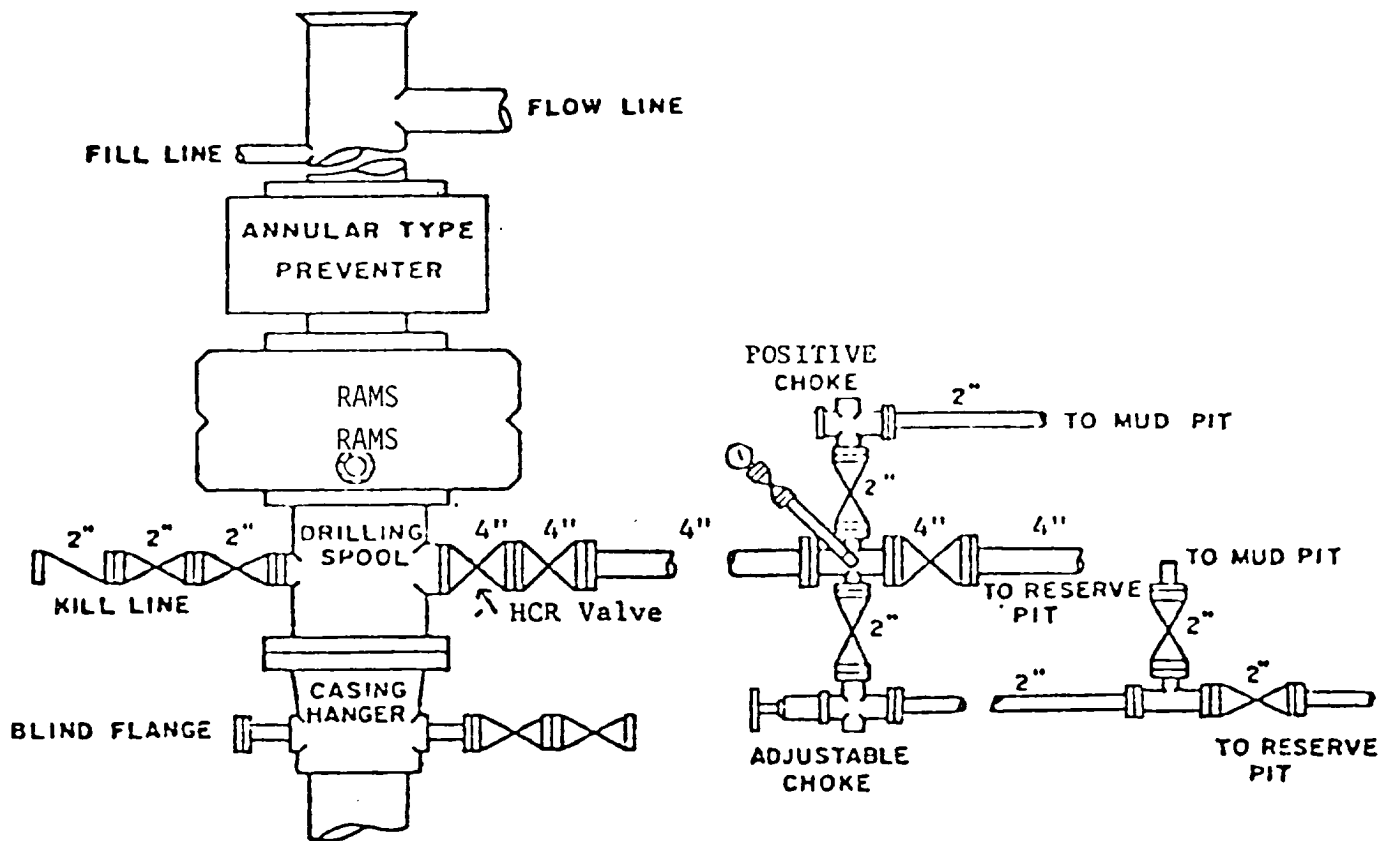 FLOW LINE
FILL LINE
ANNULAR TYPE
PREVENTER
RAMS
RAMS
DRILLING
SPOOL
2"
2"
2"
KILL LINE
4"
4"
4"
HCR Valve
CASING
HANGER
BLIND FLANGE
POSITIVE
CHOKE
2"
TO MUD PIT
2"
4"
4"
TO RESERVE
PIT
2"
ADJUSTABLE
CHOKE
TO MUD PIT
2"
2"
2"
TO RESERVE
PIT